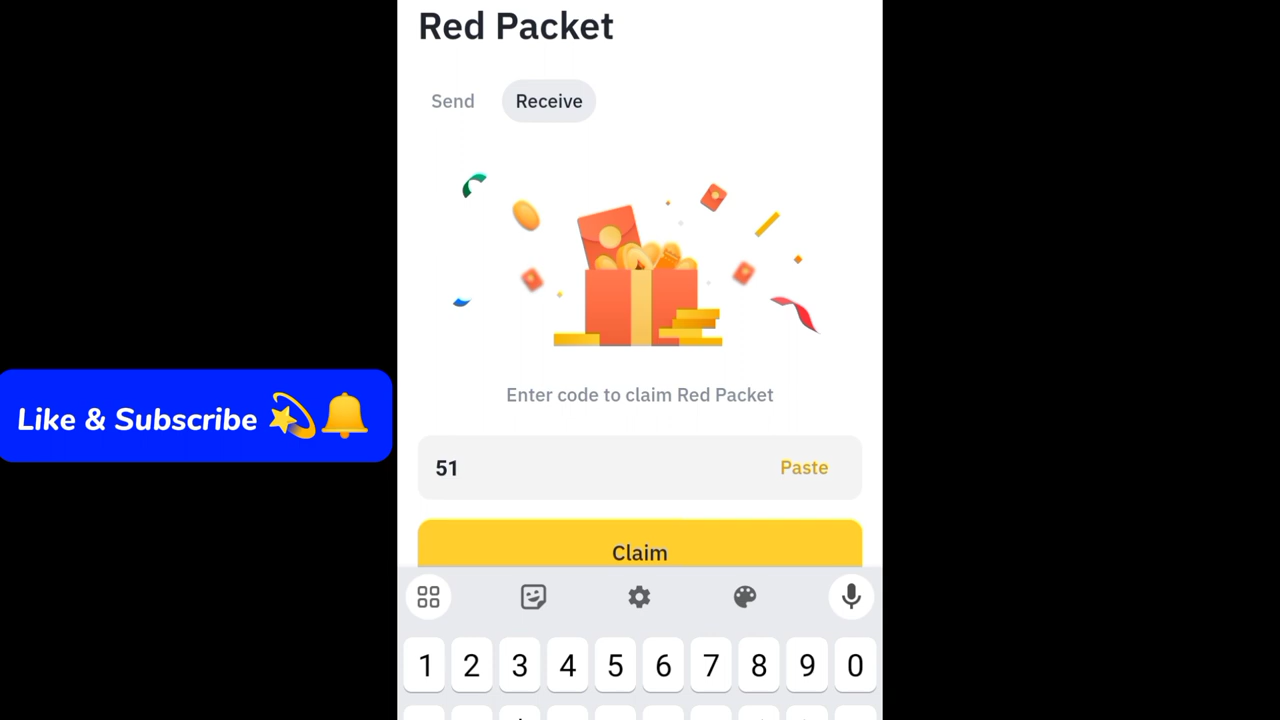 Red Packet
Send Receive
Like & Subscribe
Enter code to claim Red Packet
51 Paste
Claim
1 2 3 4 5 6 7 8 9 0